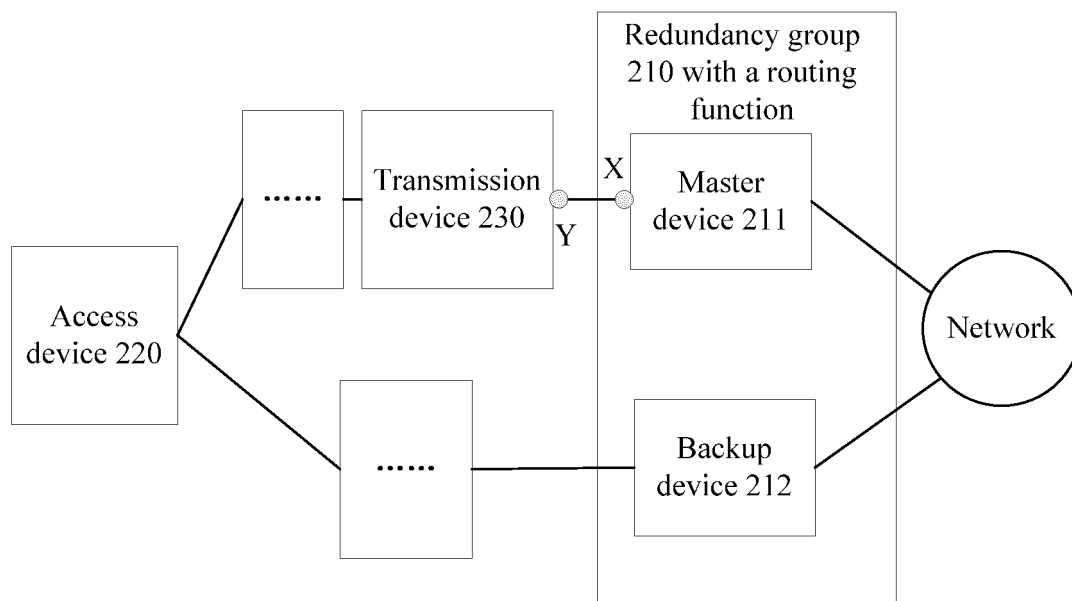 Redundancy group
210 with a routing
function
......
Transmission
device 230
X
Y
Master
device 211
Access
device 220
Network
......
Backup
device 212